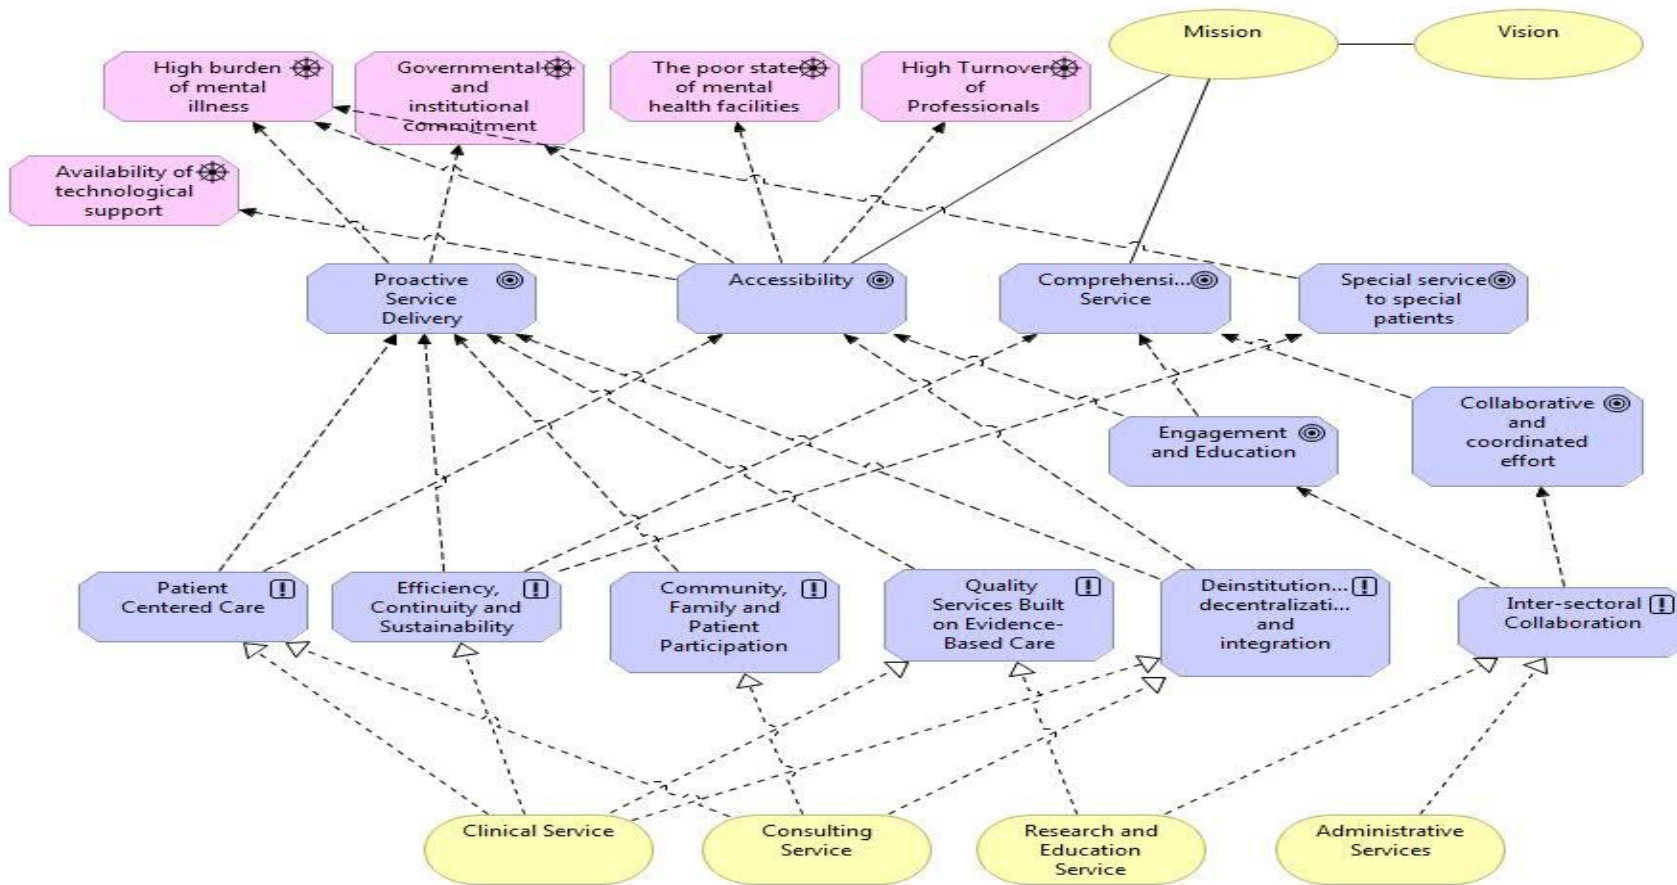 Mission
Vision
High burden
of mental
illness
Governmental
and
institutional
commitment
The poor state
of mental
health facilities
High Turnover
of
Professionals
Availability of
technological
support
Proactive
Service
Delivery
Accessibility
Comprehensi...
Service
Special service
to special
patients
Engagement
and Education
Collaborative
and
coordinated
effort
Patient
Centered Care
Efficiency,
Continuity and
Sustainability
Community,
Family and
Patient
Participation
Quality
Services Built
on Evidence-
Based Care
Deinstitution...
decentralizati...
and
integration
Inter-sectoral
Collaboration
Clinical Service
Consulting
Service
Research and
Education
Service
Administrative
Services